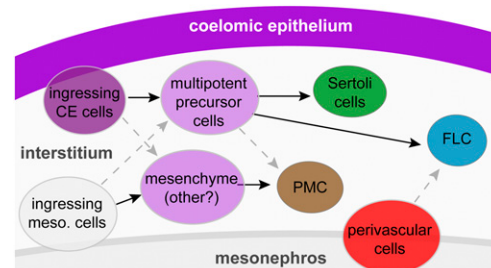 coelomic epithelium
ingressing
CE cells
multipotent
precursor
cells
Sertoli
cells
FLC
interstitium
mesenchyme
(other?)
PMC
ingressing
meso. cells
perivascular
cells
mesonephros